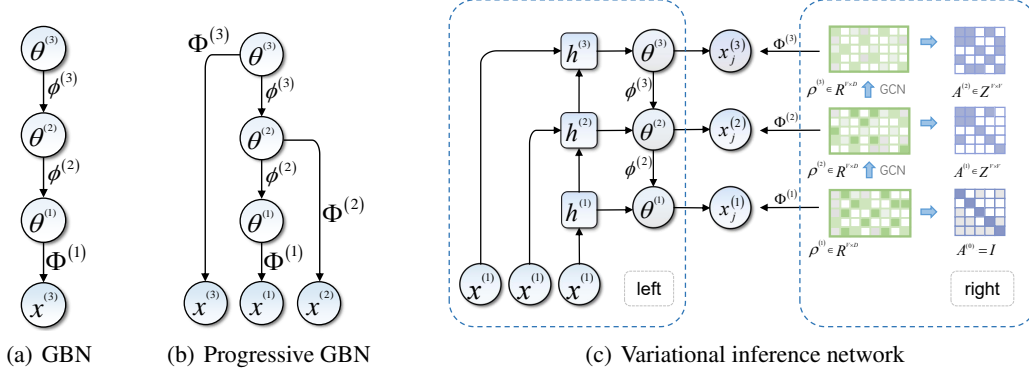 θ(3)
ϕ(3)
θ(2)
ϕ(2)
θ(1)
Φ(1)
x(3)
(a) GBN
Φ(3)
θ(3)
ϕ(3)
θ(2)
ϕ(2)
Φ(2)
θ(1)
Φ(1)
x(3)
x(1)
x(2)
(b) Progressive GBN
h(3)
θ(3)
x_j(3)
Φ(3)
ϕ(3)
ρ(3) ∈ R^{V×D}
GCN
A(2) ∈ Z^{V×V}
h(2)
θ(2)
x_j(2)
Φ(2)
ϕ(2)
ρ(2) ∈ R^{V×D}
GCN
A(1) ∈ Z^{V×V}
h(1)
θ(1)
x_j(1)
Φ(1)
ρ(1) ∈ R^{V×D}
A(0) = I
x(1)
x(1)
x(1)
left
right
(c) Variational inference network